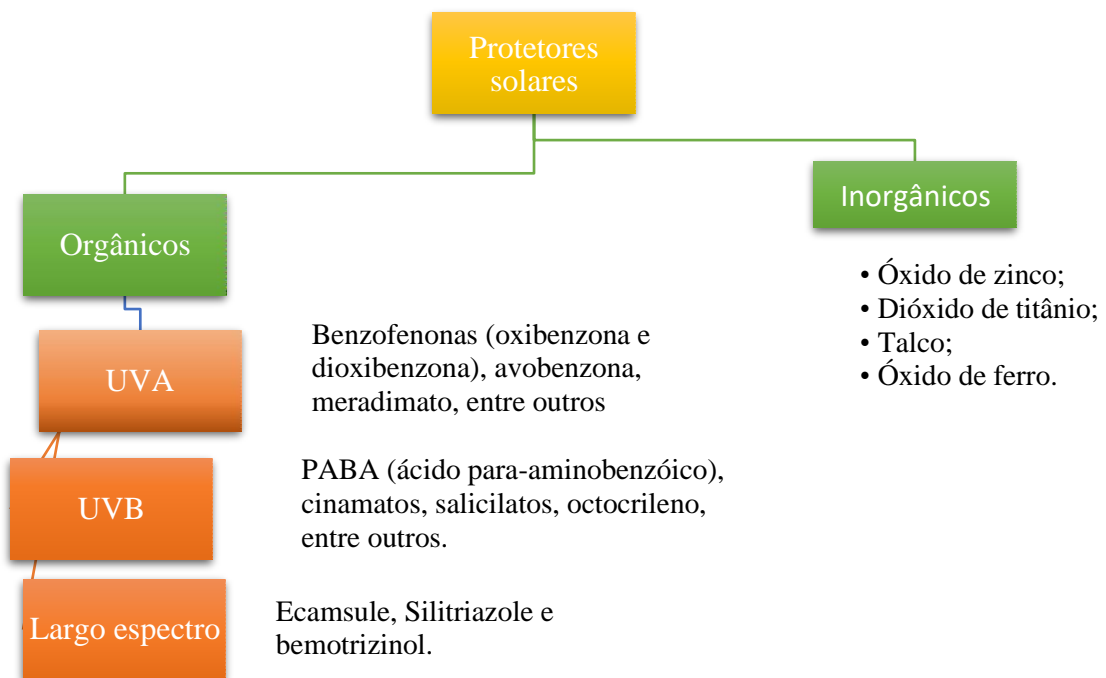 Protetores
solares
Orgânicos
Inorgânicos
• Óxido de zinco;
• Dióxido de titânio;
• Talco;
• Óxido de ferro.
UVA
Benzofenonas (oxibenzona e
dioxibenzona), avobenzona,
meradimato, entre outros
UVB
PABA (ácido para-aminobenzóico),
cinamatos, salicilatos, octocrileno,
entre outros.
Largo espectro
Ecamsule, Silitriazole e
bemotrizinol.